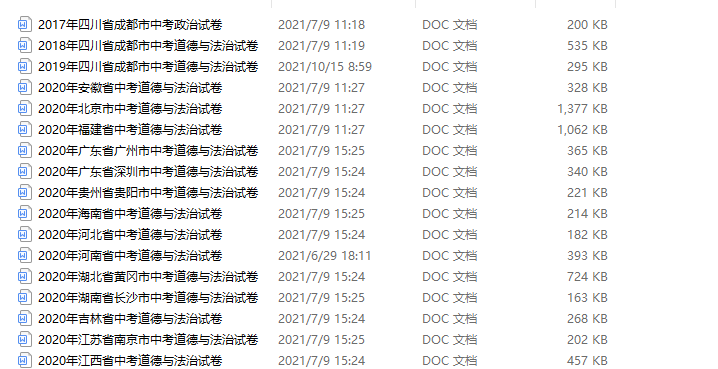 2017年四川省成都市中考政治试卷 2021/7/9 11:18 DOC 文档 200 KB
2018年四川省成都市中考道德与法治试卷 2021/7/9 11:19 DOC 文档 535 KB
2019年四川省成都市中考道德与法治试卷 2021/10/15 8:59 DOC 文档 295 KB
2020年安徽省中考道德与法治试卷 2021/7/9 11:27 DOC 文档 328 KB
2020年北京市中考道德与法治试卷 2021/7/9 11:27 DOC 文档 1,377 KB
2020年福建省中考道德与法治试卷 2021/7/9 11:27 DOC 文档 1,062 KB
2020年广东省广州市中考道德与法治试卷 2021/7/9 15:25 DOC 文档 365 KB
2020年广东省深圳市中考道德与法治试卷 2021/7/9 15:24 DOC 文档 340 KB
2020年贵州省贵阳市中考道德与法治试卷 2021/7/9 15:24 DOC 文档 221 KB
2020年海南省中考道德与法治试卷 2021/7/9 15:25 DOC 文档 214 KB
2020年河北省中考道德与法治试卷 2021/7/9 15:24 DOC 文档 182 KB
2020年河南省中考道德与法治试卷 2021/6/29 18:11 DOC 文档 393 KB
2020年湖北省黄冈市中考道德与法治试卷 2021/7/9 15:24 DOC 文档 724 KB
2020年湖南省长沙市中考道德与法治试卷 2021/7/9 15:25 DOC 文档 163 KB
2020年吉林省中考道德与法治试卷 2021/7/9 15:24 DOC 文档 268 KB
2020年江苏省南京市中考道德与法治试卷 2021/7/9 15:25 DOC 文档 202 KB
2020年江西省中考道德与法治试卷 2021/7/9 15:24 DOC 文档 457 KB